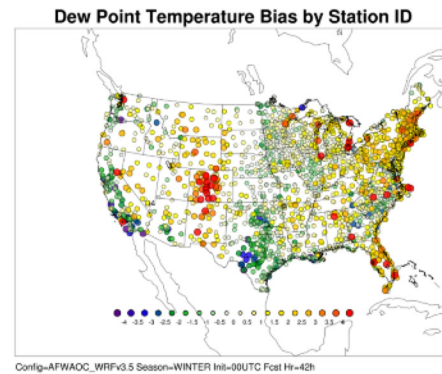 Dew Point Temperature Bias by Station ID
-4 -3.5 -3 -2.5 -2 -1.5 -1 -0.5 0 0.5 1 1.5 2 2.5 3 3.5 4
Config=AFWAOC_WRFv3.5 Season=WINTER Init=00UTC Fcst Hr=42h